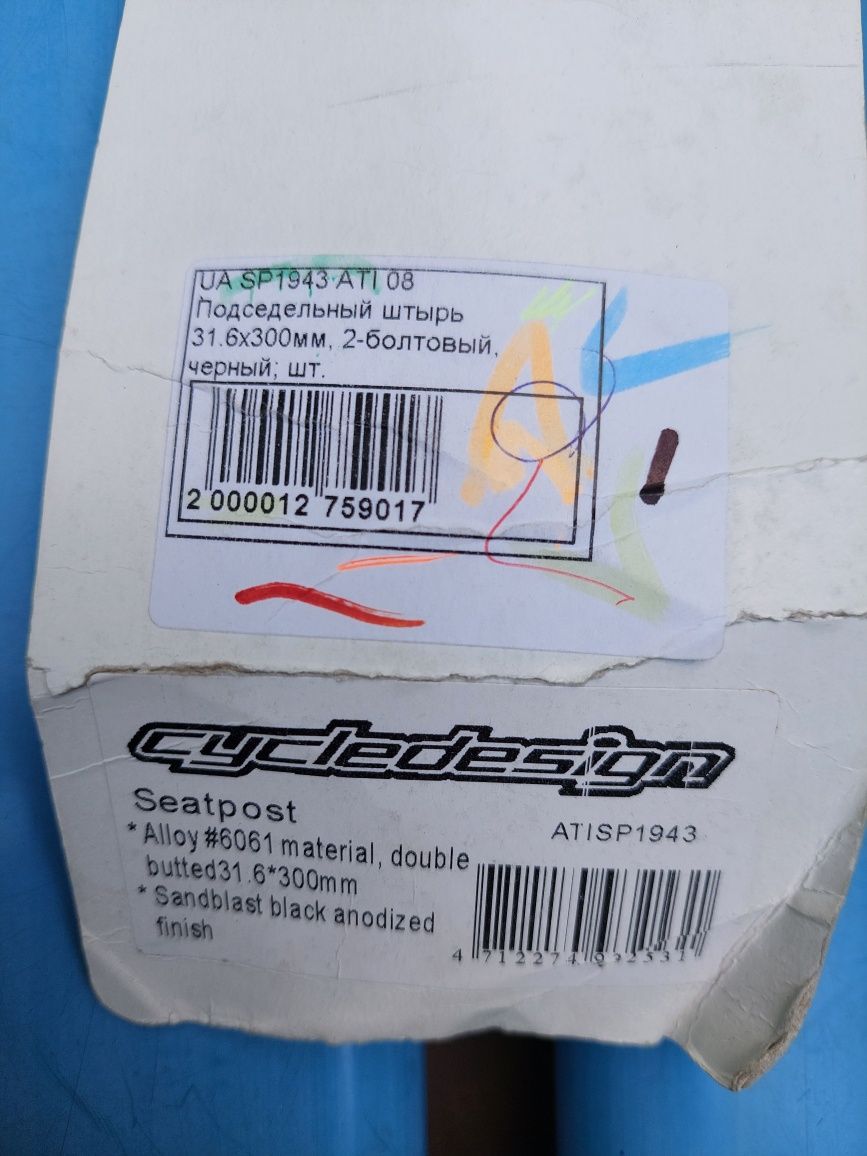 UA SP1943 ATI 08
Подседельный штырь
31.6x300мм, 2-болтовый,
черный; шт.
2 000012 759017
cycledesign
Seatpost
ATISP1943
* Alloy #6061 material, double
butted31.6*300mm
* Sandblast black anodized
finish